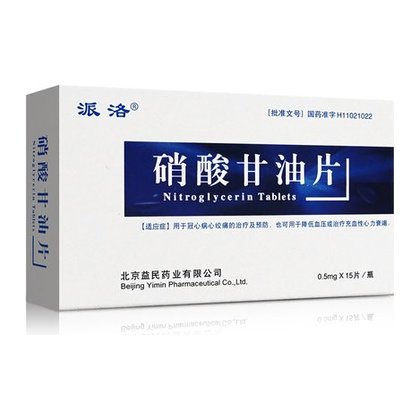 派洛®
[批准文号] 国药准字H11021022
硝酸甘油片
Nitroglycerin Tablets
【适应症】用于冠心病心绞痛的治疗及预防，也可用于降低血压或治疗充血性心力衰竭。
北京益民药业有限公司
Beijing Yimin Pharmaceutical Co.,Ltd.
0.5mg X 15片 / 瓶
硝酸甘油片
Nitroglycerin Tablets